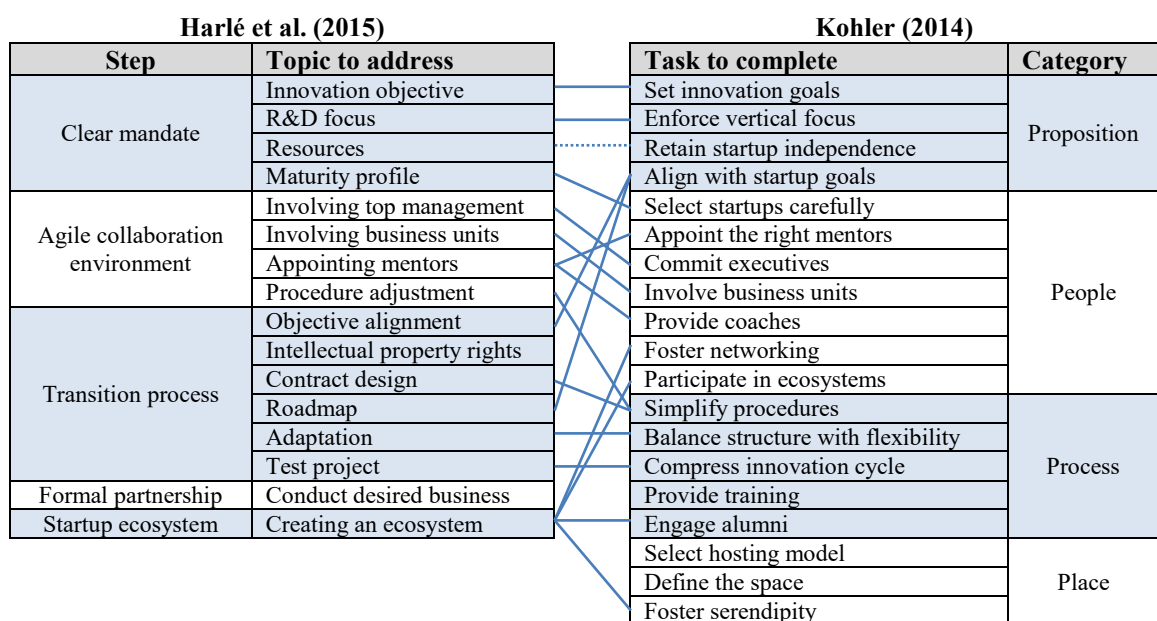 Harlé et al. (2015) Kohler (2014)
Step Topic to address Task to complete Category
Innovation objective Set innovation goals
R&D focus Enforce vertical focus
Clear mandate Proposition
Resources Retain startup independence
Maturity profile Align with startup goals
Involving top management Select startups carefully
Agile collaboration Involving business units Appoint the right mentors
environment Appointing mentors Commit executives
Procedure adjustment Involve business units People
Objective alignment Provide coaches
Intellectual property rights Foster networking
Transition process Contract design Participate in ecosystems
Roadmap Simplify procedures
Adaptation Balance structure with flexibility
Test project Compress innovation cycle Process
Formal partnership Conduct desired business Provide training
Startup ecosystem Creating an ecosystem Engage alumni
Select hosting model
Define the space Place
Foster serendipity